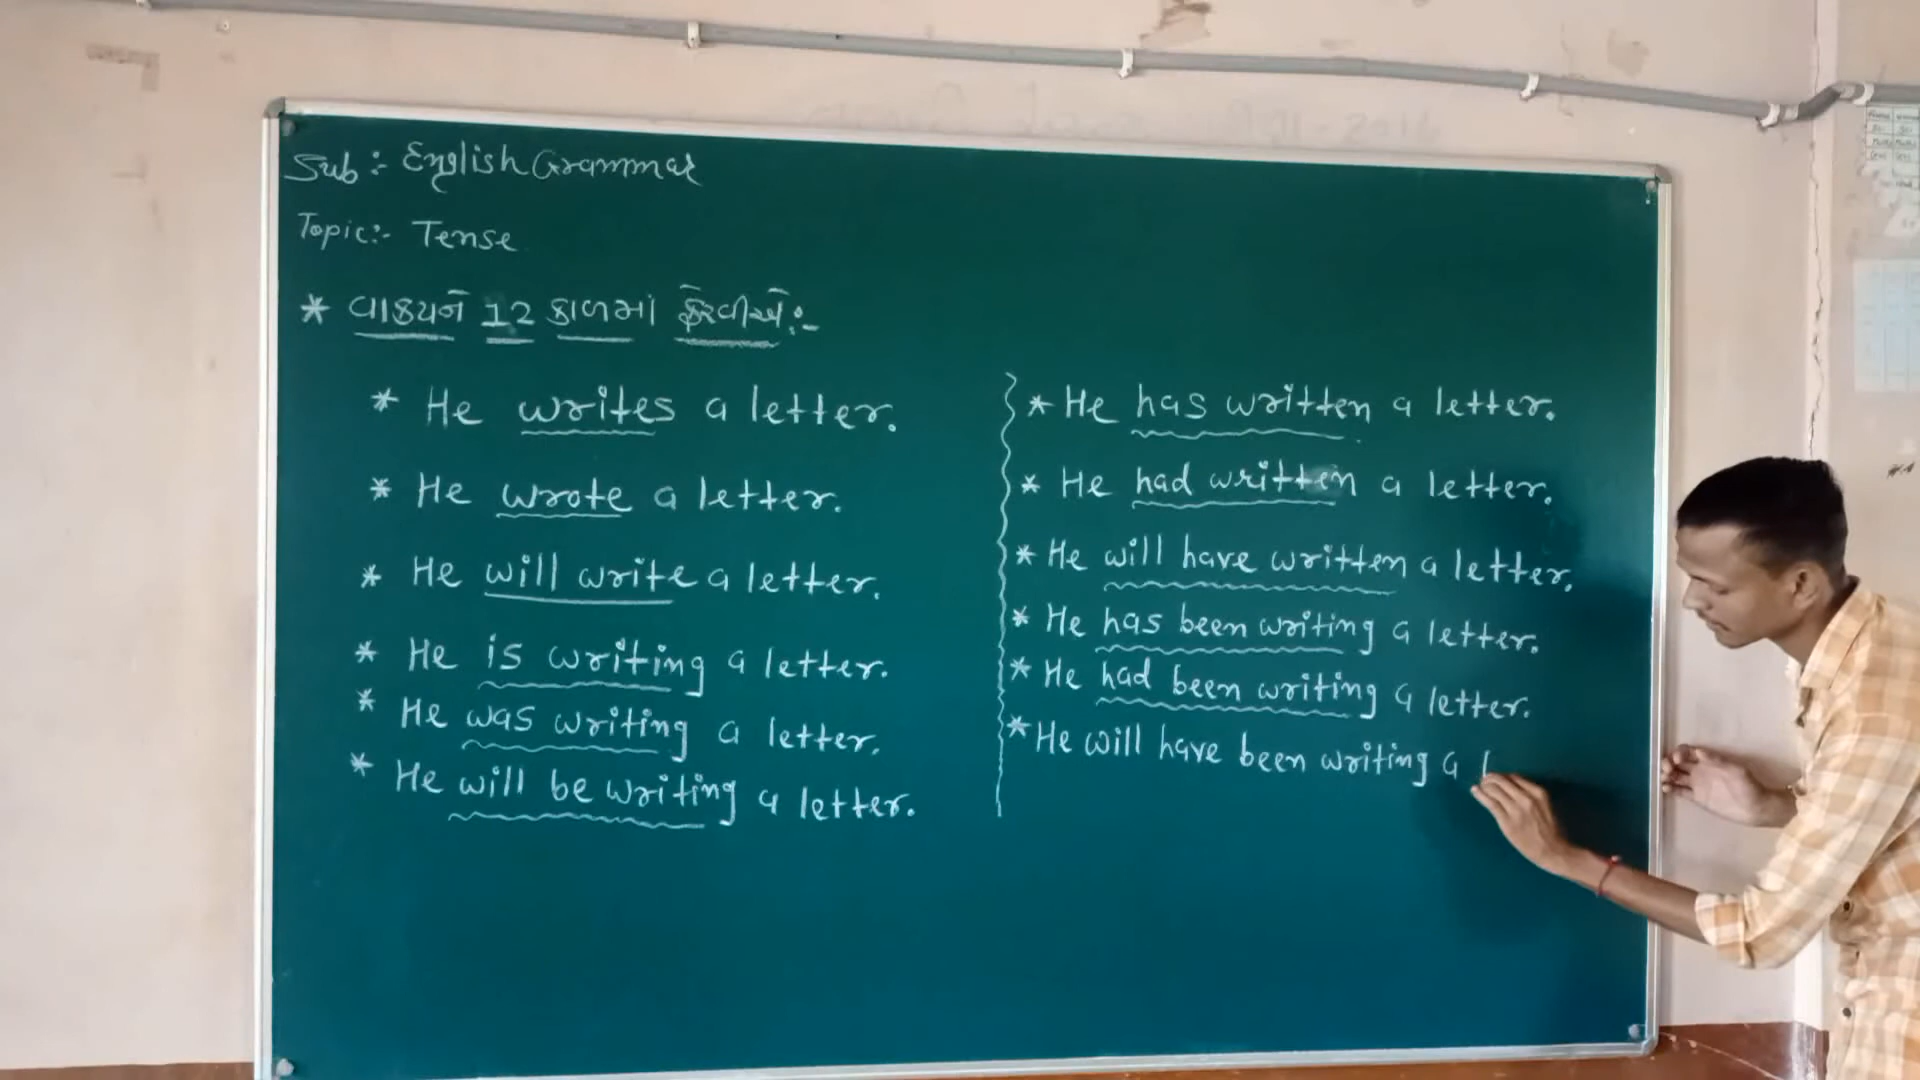 Sub:- English Grammar
Topic:- Tense
* વાક્યને 12 કાળમાં ફેરવીએ:-
* He writes a letter.
* He wrote a letter.
* He will write a letter.
* He is writing a letter.
* He was writing a letter.
* He will be writing a letter.
* He has written a letter.
* He had written a letter.
* He will have written a letter.
* He has been writing a letter.
* He had been writing a letter.
* He will have been writing a l